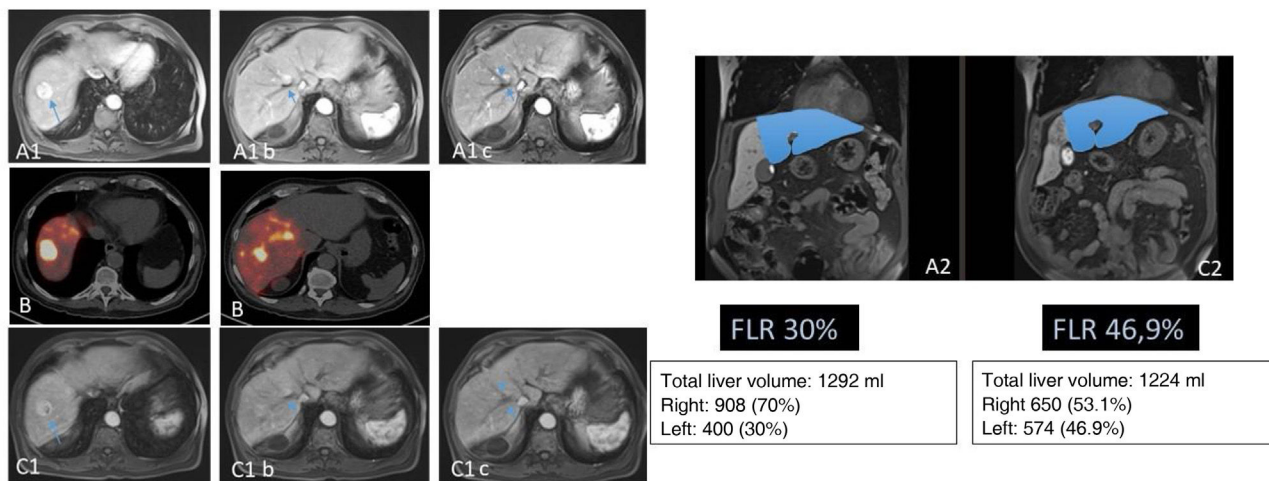 A1
A1 b
A1 c
B
B
C1
C1 b
C1 c
A2
C2
FLR 30%
FLR 46,9%
Total liver volume: 1292 ml
Right: 908 (70%)
Left: 400 (30%)
Total liver volume: 1224 ml
Right 650 (53.1%)
Left: 574 (46.9%)